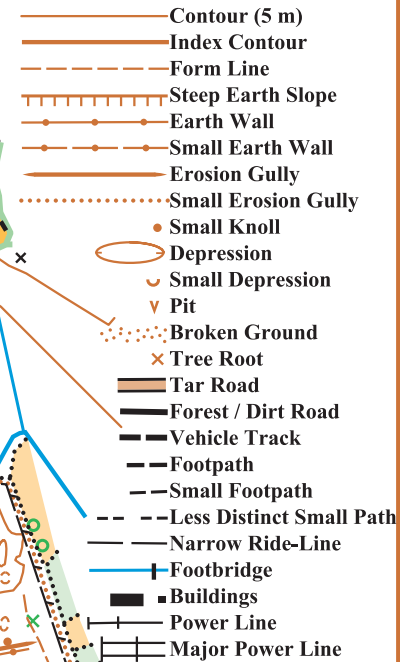 Contour (5 m)
Index Contour
Form Line
Steep Earth Slope
Earth Wall
Small Earth Wall
Erosion Gully
Small Erosion Gully
Small Knoll
Depression
Small Depression
Pit
Broken Ground
Tree Root
Tar Road
Forest / Dirt Road
Vehicle Track
Footpath
Small Footpath
Less Distinct Small Path
Narrow Ride-Line
Footbridge
Buildings
Power Line
Major Power Line